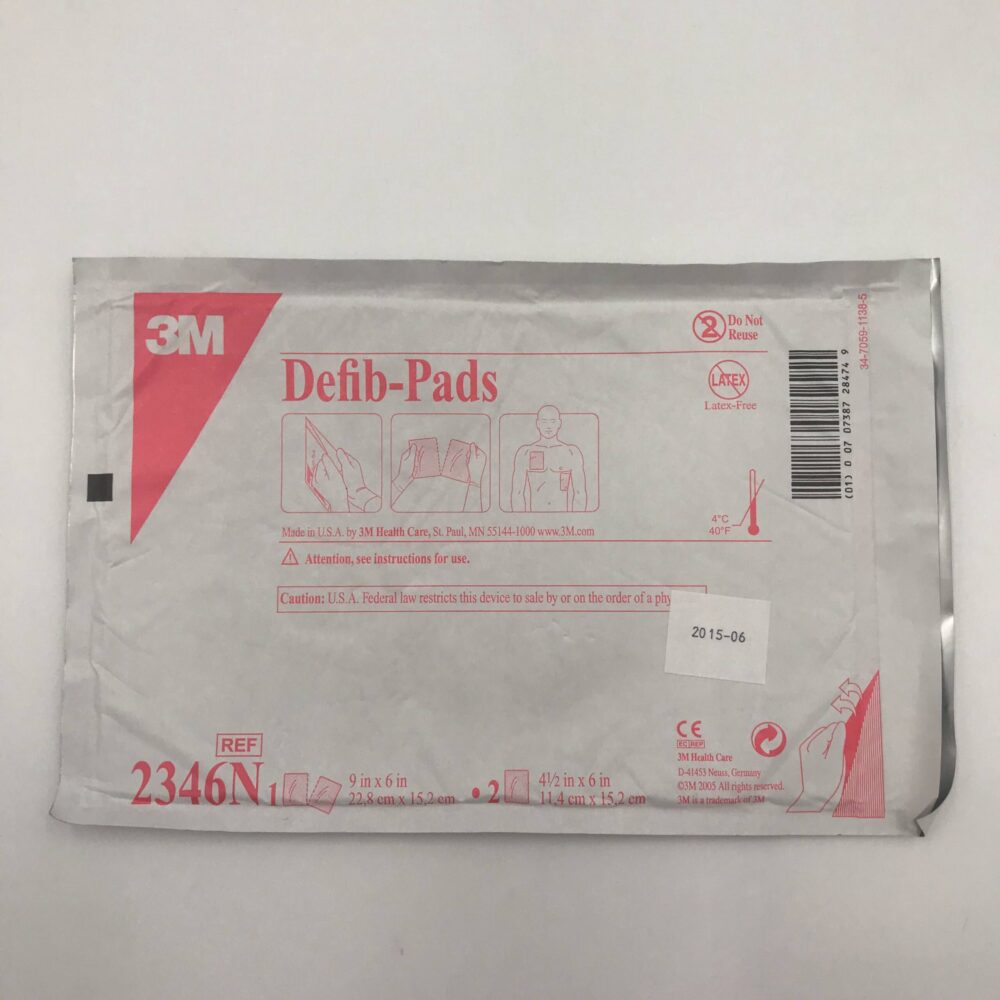 3M
Defib-Pads
Do Not
Reuse
2
LATEX
Latex-Free
34-7059-1138-5
(01) 0 07 07387 28474 9
4°C
40°F
Made in U.S.A. by 3M Health Care, St. Paul, MN 55144-1000 www.3M.com
Attention, see instructions for use.
Caution: U.S.A. Federal law restricts this device to sale by or on the order of a phy
2015-06
REF
2346N
1
9 in x 6 in
22,8 cm x 15,2 cm
• 2
4½ in x 6 in
11,4 cm x 15,2 cm
CE
EC REP
3M Health Care
D-41453 Neuss, Germany
©3M 2005 All rights reserved.
3M is a trademark of 3M